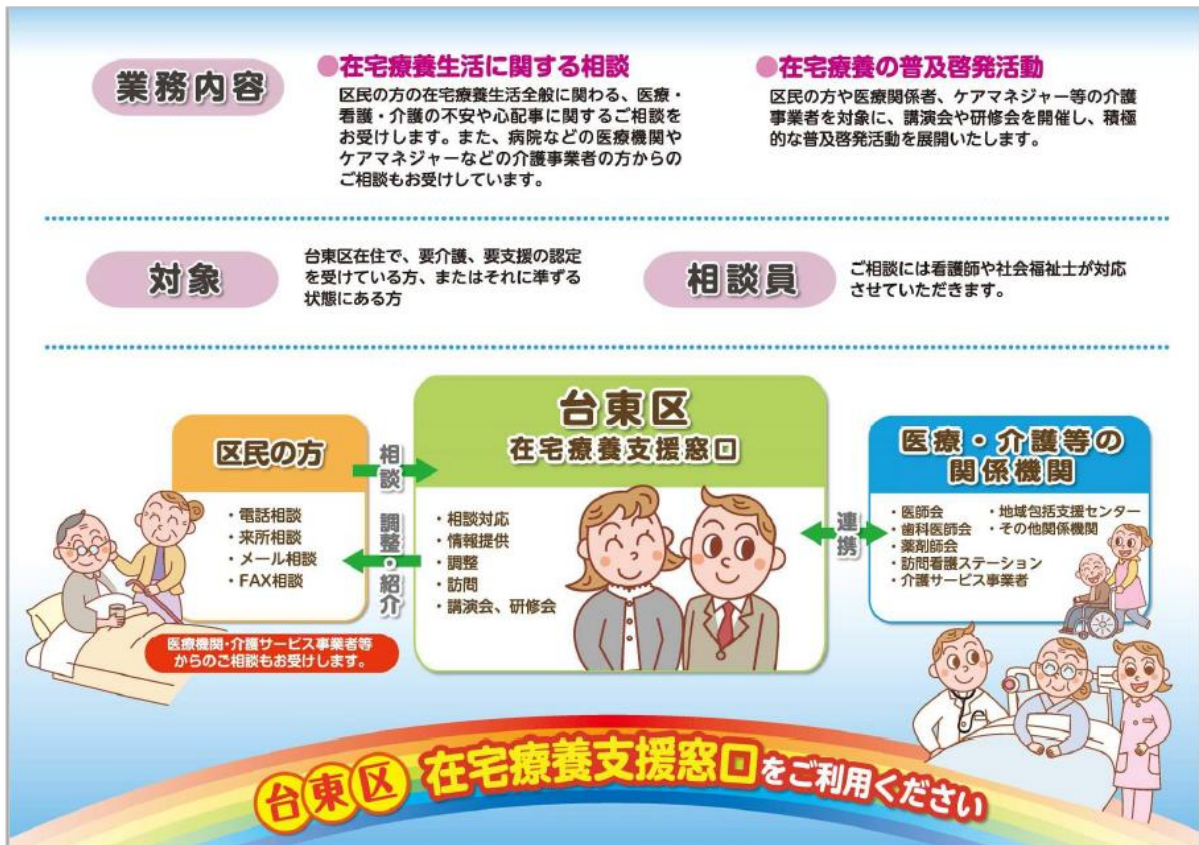 業務内容
●在宅療養生活に関する相談
区民の方の在宅療養生活全般に関わる、医療・
看護・介護の不安や心配事に関するご相談を
お受けします。また、病院などの医療機関や
ケアマネジャーなどの介護事業者の方からの
ご相談もお受けしています。
●在宅療養の普及啓発活動
区民の方や医療関係者、ケアマネジャー等の介護
事業者を対象に、講演会や研修会を開催し、積極
的な普及啓発活動を展開いたします。
対象
台東区在住で、要介護、要支援の認定
を受けている方、またはそれに準ずる
状態にある方
相談員
ご相談には看護師や社会福祉士が対応
させていただきます。
区民の方
・電話相談
・来所相談
・メール相談
・FAX相談
医療機関・介護サービス事業者等
からのご相談もお受けします。
相談
調整・紹介
台東区
在宅療養支援窓口
・相談対応
・情報提供
・調整
・訪問
・講演会、研修会
連携
医療・介護等の
関係機関
・医師会
・歯科医師会
・薬剤師会
・訪問看護ステーション
・介護サービス事業者
・地域包括支援センター
・その他関係機関
台東区 在宅療養支援窓口をご利用ください